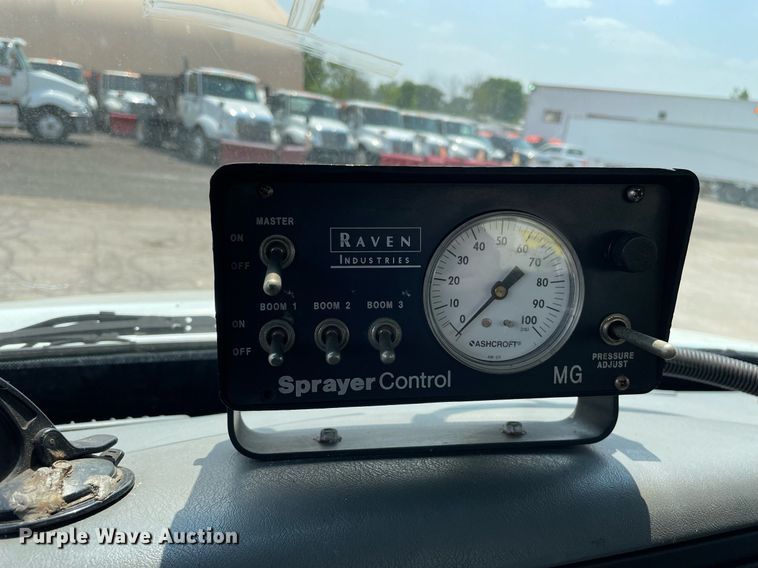 MASTER
ON
OFF
RAVEN
INDUSTRIES
BOOM 1 BOOM 2 BOOM 3
ON
OFF
0 10 20 30 40 50 60 70 80 90 100
ASHCROFT®
PRESSURE
ADJUST
Sprayer Control
MG
Purple Wave Auction